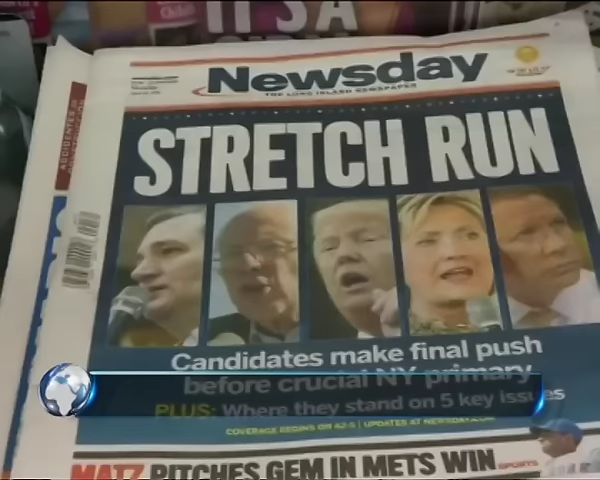 IT'S A
Newsday
THE LONG ISLAND NEWSPAPER
STRETCH RUN
Candidates make final push
before crucial NY primary
PLUS: Where they stand on 5 key issues
COVERAGE BEGINS ON A2-5 | UPDATED AT NEWSDAY.COM
MATZ PITCHES GEM IN METS WIN SPORTS